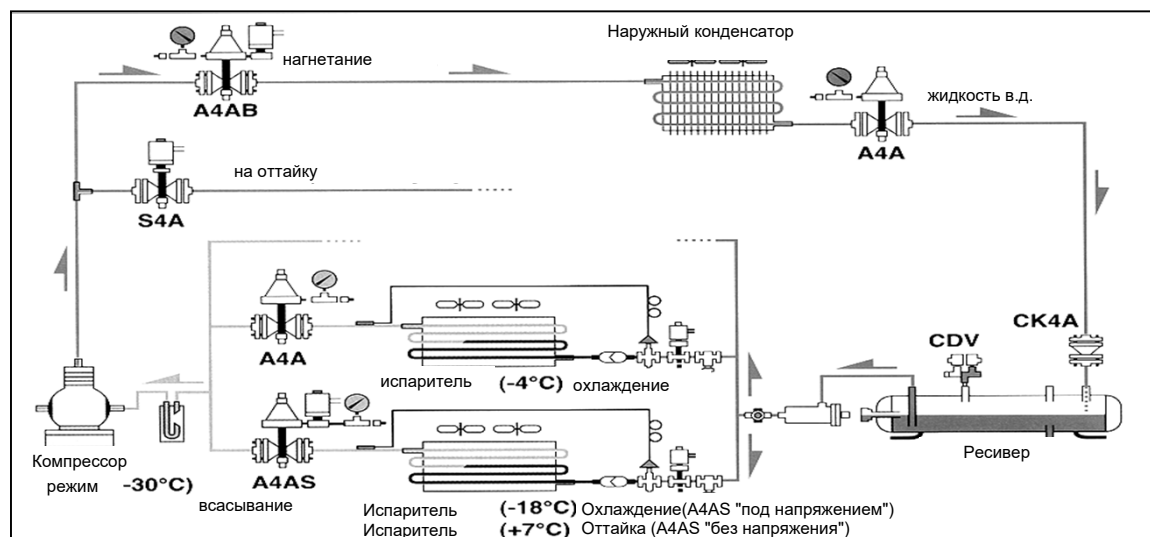 Наружный конденсатор
нагнетание
A4AB
жидкость в.д.
A4A
на оттайку
S4A
A4A
CK4A
CDV
испаритель (-4°C) охлаждение
Компрессор
режим -30°C)
A4AS
всасывание
Ресивер
Испаритель (-18°C) Охлаждение(A4AS "под напряжением")
Испаритель (+7°C) Оттайка (A4AS "без напряжения")